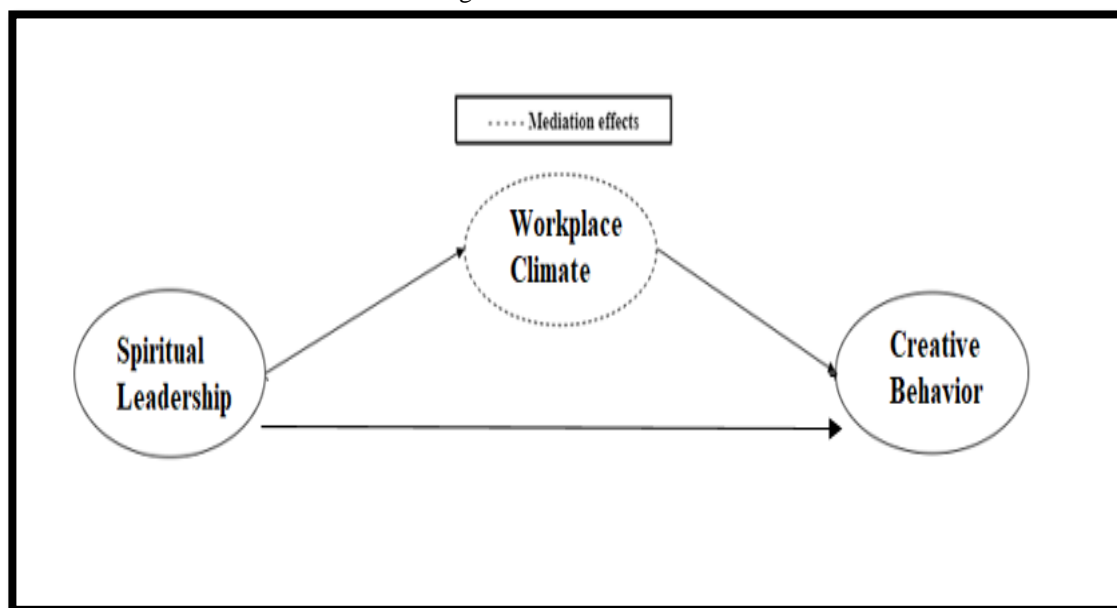 ----- Mediation effects
Workplace
Climate
Spiritual
Leadership
Creative
Behavior